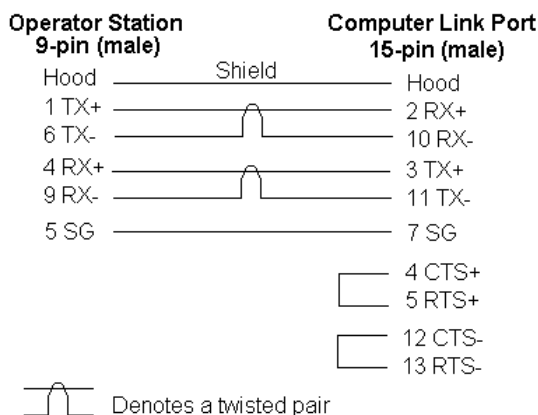 Operator Station Computer Link Port
9-pin (male) 15-pin (male)
Hood Shield Hood
1 TX+ 2 RX+
6 TX- 10 RX-
4 RX+ 3 TX+
9 RX- 11 TX-
5 SG 7 SG
4 CTS+
5 RTS+
12 CTS-
13 RTS-
Denotes a twisted pair